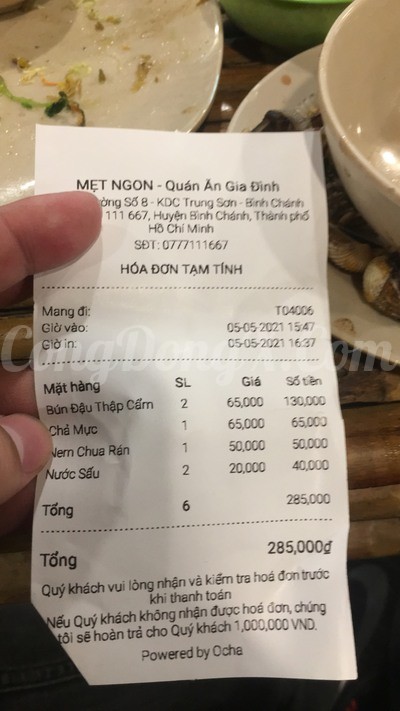 MẸT NGON - Quán Ăn Gia Đình
ờng Số 8 - KDC Trung Sơn - Bình Chánh
111 667, Huyện Bình Chánh, Thành phố
Hồ Chí Minh
SĐT: 0777111667
HÓA ĐƠN TẠM TÍNH
Mang đi: T04006
Giờ vào: 05-05-2021 15:47
Giờ in: 05-05-2021 16:37
CongDongVN.Com
Mặt hàng SL Giá Số tiền
Bún Đậu Thập Cẩm 2 65,000 130,000
Chả Mực 1 65,000 65,000
Nem Chua Rán 1 50,000 50,000
Nước Sấu 2 20,000 40,000
Tổng 6 285,000
Tổng 285,000₫
Quý khách vui lòng nhận và kiểm tra hoá đơn trước
khi thanh toán
Nếu Quý khách không nhận được hoá đơn, chúng
tôi sẽ hoàn trả cho Quý khách 1,000,000 VND.
Powered by Ocha